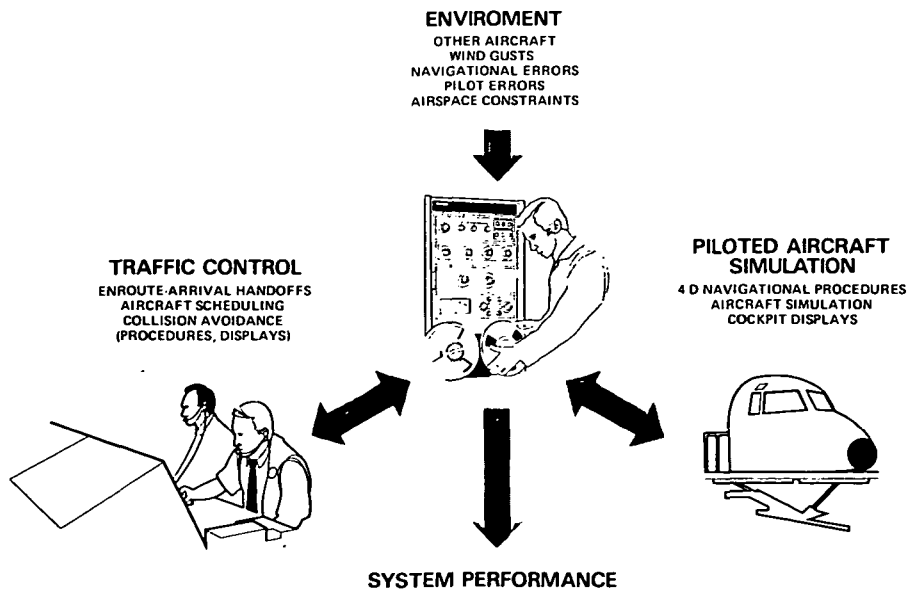 ENVIROMENT
OTHER AIRCRAFT
WIND GUSTS
NAVIGATIONAL ERRORS
PILOT ERRORS
AIRSPACE CONSTRAINTS
TRAFFIC CONTROL
ENROUTE-ARRIVAL HANDOFFS
AIRCRAFT SCHEDULING
COLLISION AVOIDANCE
(PROCEDURES, DISPLAYS)
PILOTED AIRCRAFT
SIMULATION
4 D NAVIGATIONAL PROCEDURES
AIRCRAFT SIMULATION
COCKPIT DISPLAYS
SYSTEM PERFORMANCE